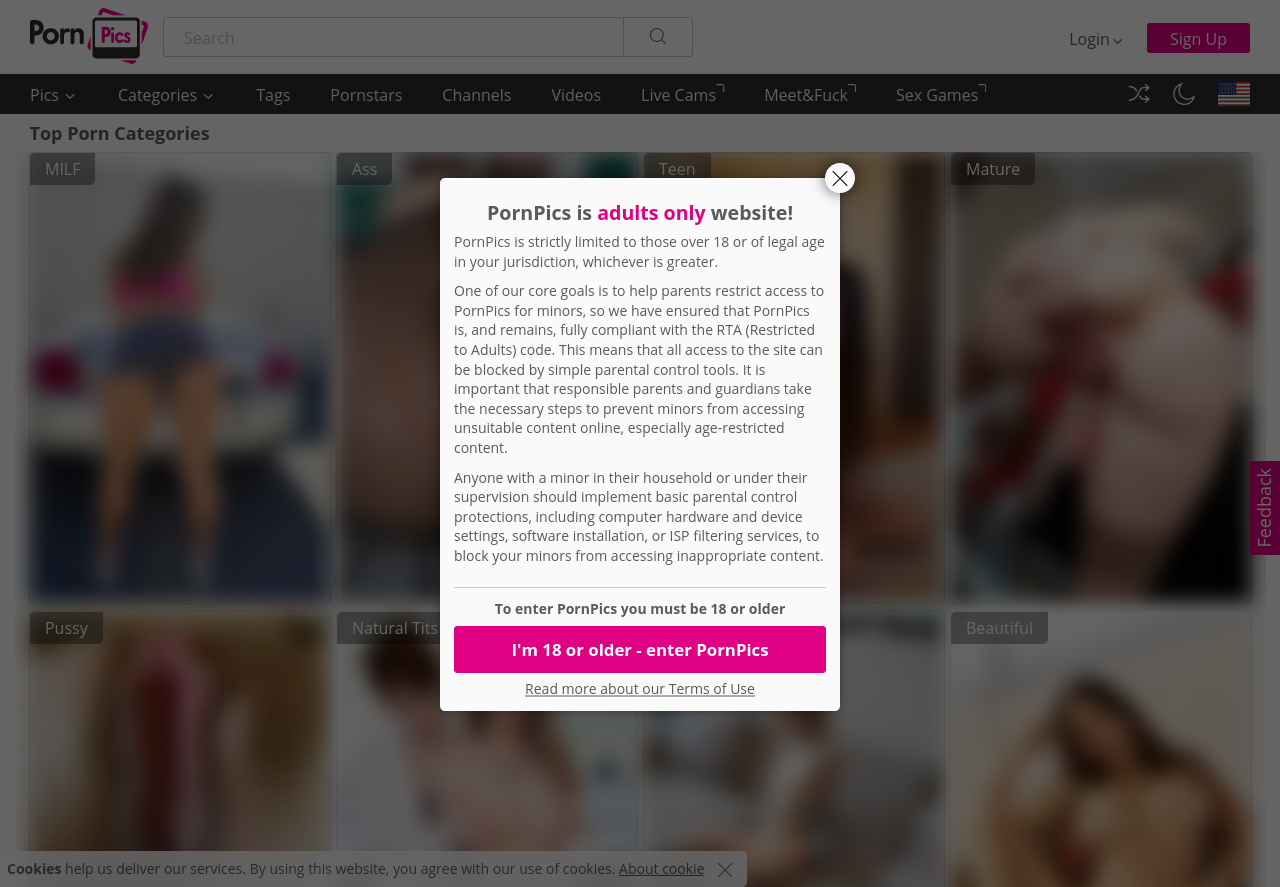 Porn Pics
Search
Login
Sign Up
Pics
Categories
Tags
Pornstars
Channels
Videos
Live Cams
Meet&Fuck
Sex Games
Top Porn Categories
MILF
Ass
Teen
Mature
PornPics is adults only website!
PornPics is strictly limited to those over 18 or of legal age
in your jurisdiction, whichever is greater.
One of our core goals is to help parents restrict access to
PornPics for minors, so we have ensured that PornPics
is, and remains, fully compliant with the RTA (Restricted
to Adults) code. This means that all access to the site can
be blocked by simple parental control tools. It is
important that responsible parents and guardians take
the necessary steps to prevent minors from accessing
unsuitable content online, especially age-restricted
content.
Anyone with a minor in their household or under their
supervision should implement basic parental control
protections, including computer hardware and device
settings, software installation, or ISP filtering services, to
block your minors from accessing inappropriate content.
To enter PornPics you must be 18 or older
I'm 18 or older - enter PornPics
Read more about our Terms of Use
Feedback
Pussy
Natural Tits
Beautiful
Cookies help us deliver our services. By using this website, you agree with our use of cookies. About cookie